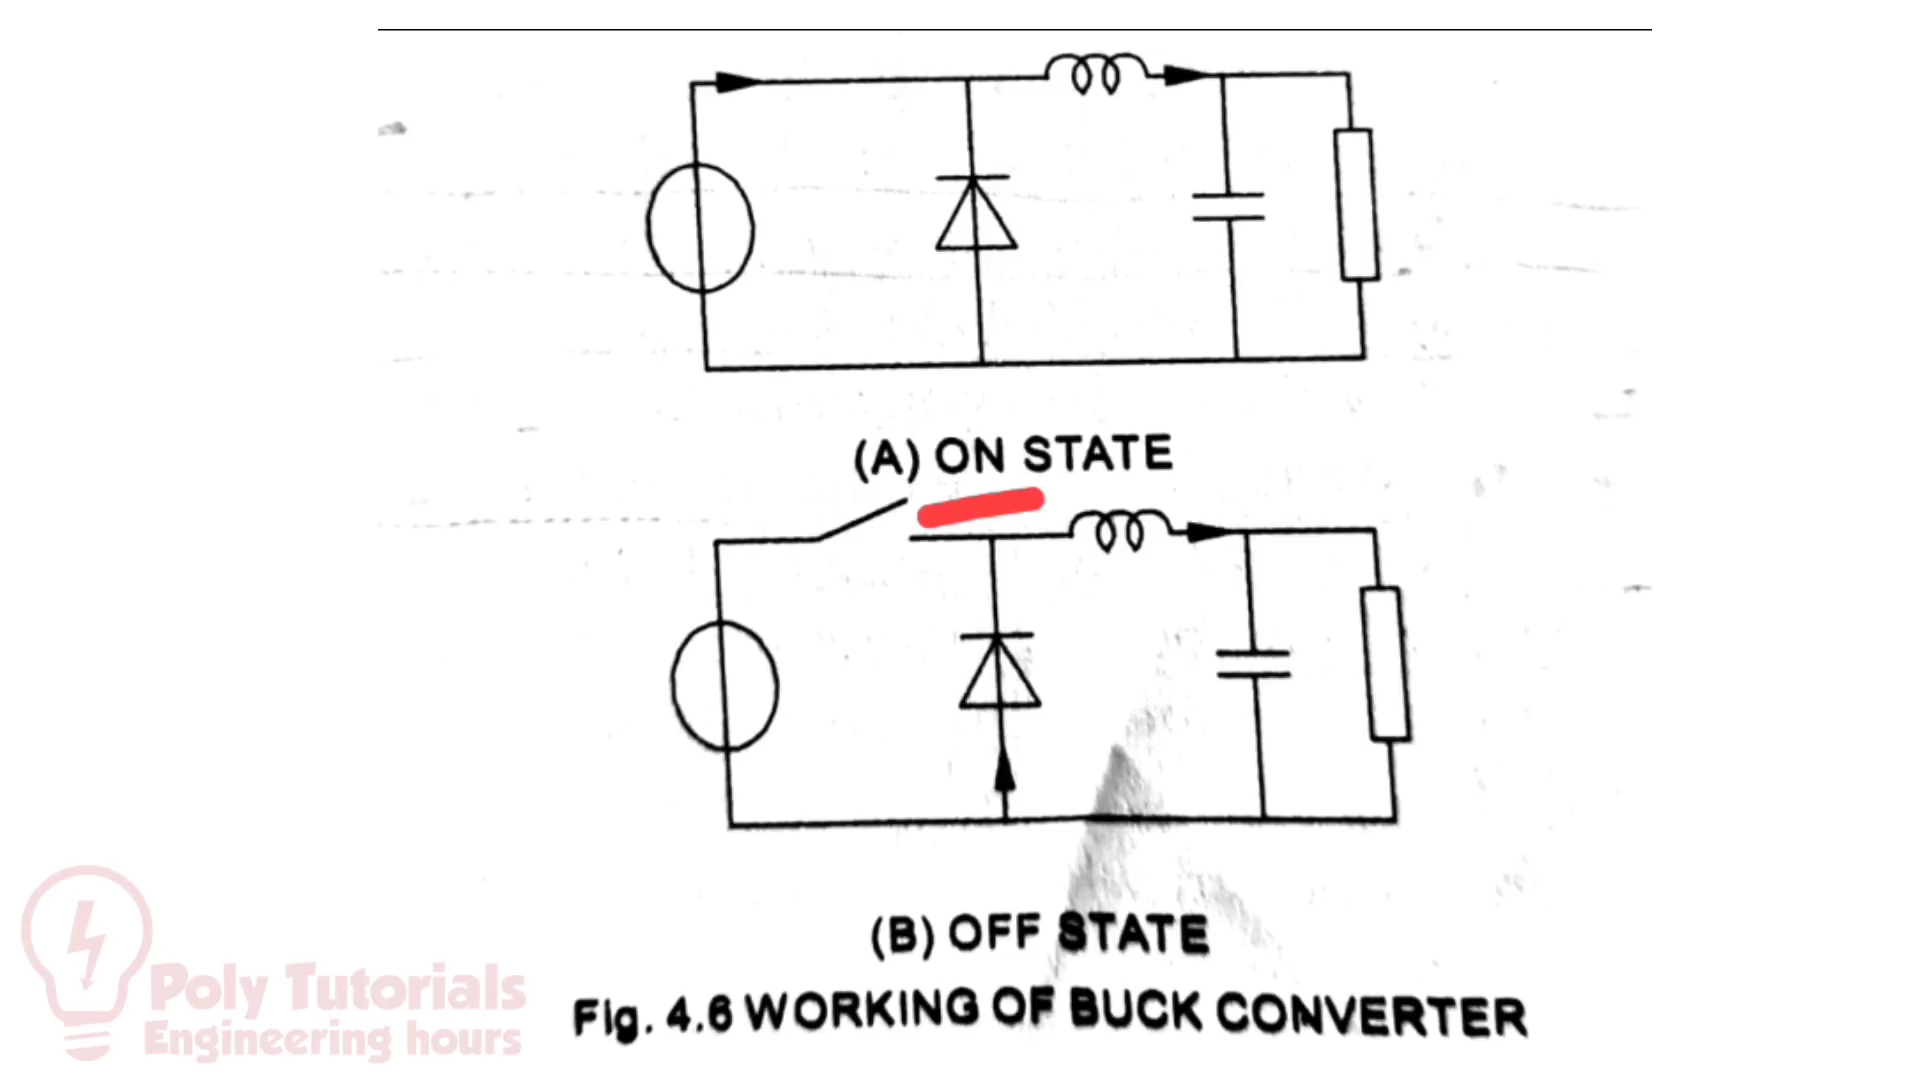 (A) ON STATE
(B) OFF STATE
Fig. 4.6 WORKING OF BUCK CONVERTER
Poly Tutorials
Engineering hours